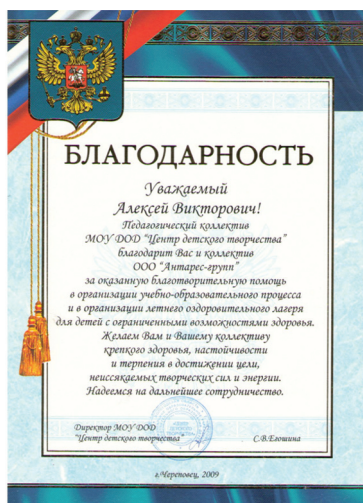 БЛАГОДАРНОСТЬ
Уважаемый
Алексей Викторович!
Педагогический коллектив
МОУ ДОД "Центр детского творчества"
благодарит Вас и коллектив
ООО "Антарес-групп"
за оказанную благотворительную помощь
в организации учебно-образовательного процесса
и в организации летнего оздоровительного лагеря
для детей с ограниченными возможностями здоровья.
Желаем Вам и Вашему коллективу
крепкого здоровья, настойчивости
и терпения в достижении цели,
неиссякаемых творческих сил и энергии.
Надеемся на дальнейшее сотрудничество.
Директор МОУ ДОД
"Центр детского творчества"
С.В.Егошина
г.Череповец, 2009